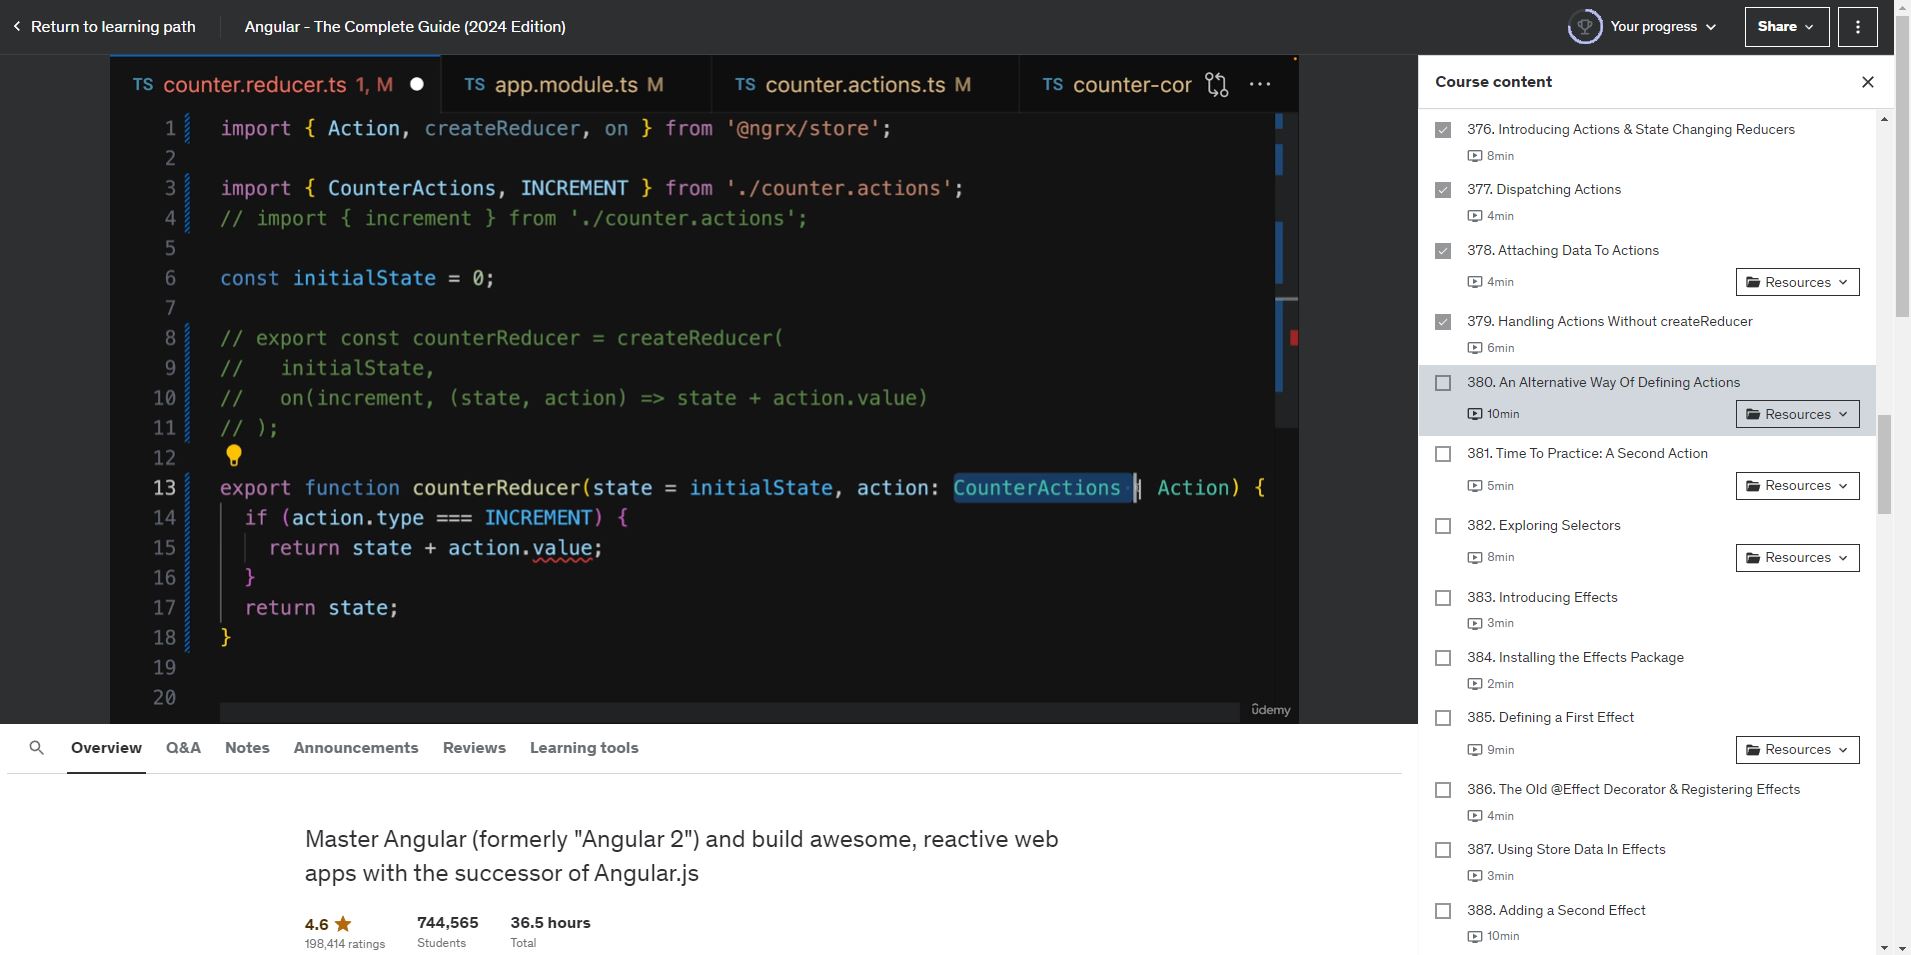 Return to learning path
Angular - The Complete Guide (2024 Edition)
Your progress
Share
TS counter.reducer.ts 1, M
TS app.module.ts M
TS counter.actions.ts M
TS counter-cor
1 import { Action, createReducer, on } from '@ngrx/store';
2
3 import { CounterActions, INCREMENT } from './counter.actions';
4 // import { increment } from './counter.actions';
5
6 const initialState = 0;
7
8 // export const counterReducer = createReducer(
9 //   initialState,
10 //   on(increment, (state, action) => state + action.value)
11 // );
12
13 export function counterReducer(state = initialState, action: CounterActions | Action) {
14   if (action.type === INCREMENT) {
15     return state + action.value;
16   }
17   return state;
18 }
19
20
ûdemy
Course content
376. Introducing Actions & State Changing Reducers
8min
377. Dispatching Actions
4min
378. Attaching Data To Actions
4min
Resources
379. Handling Actions Without createReducer
6min
380. An Alternative Way Of Defining Actions
10min
Resources
381. Time To Practice: A Second Action
5min
Resources
382. Exploring Selectors
8min
Resources
383. Introducing Effects
3min
384. Installing the Effects Package
2min
385. Defining a First Effect
9min
Resources
386. The Old @Effect Decorator & Registering Effects
4min
387. Using Store Data In Effects
3min
388. Adding a Second Effect
10min
Overview
Q&A
Notes
Announcements
Reviews
Learning tools
Master Angular (formerly "Angular 2") and build awesome, reactive web
apps with the successor of Angular.js
4.6
198,414 ratings
744,565
Students
36.5 hours
Total